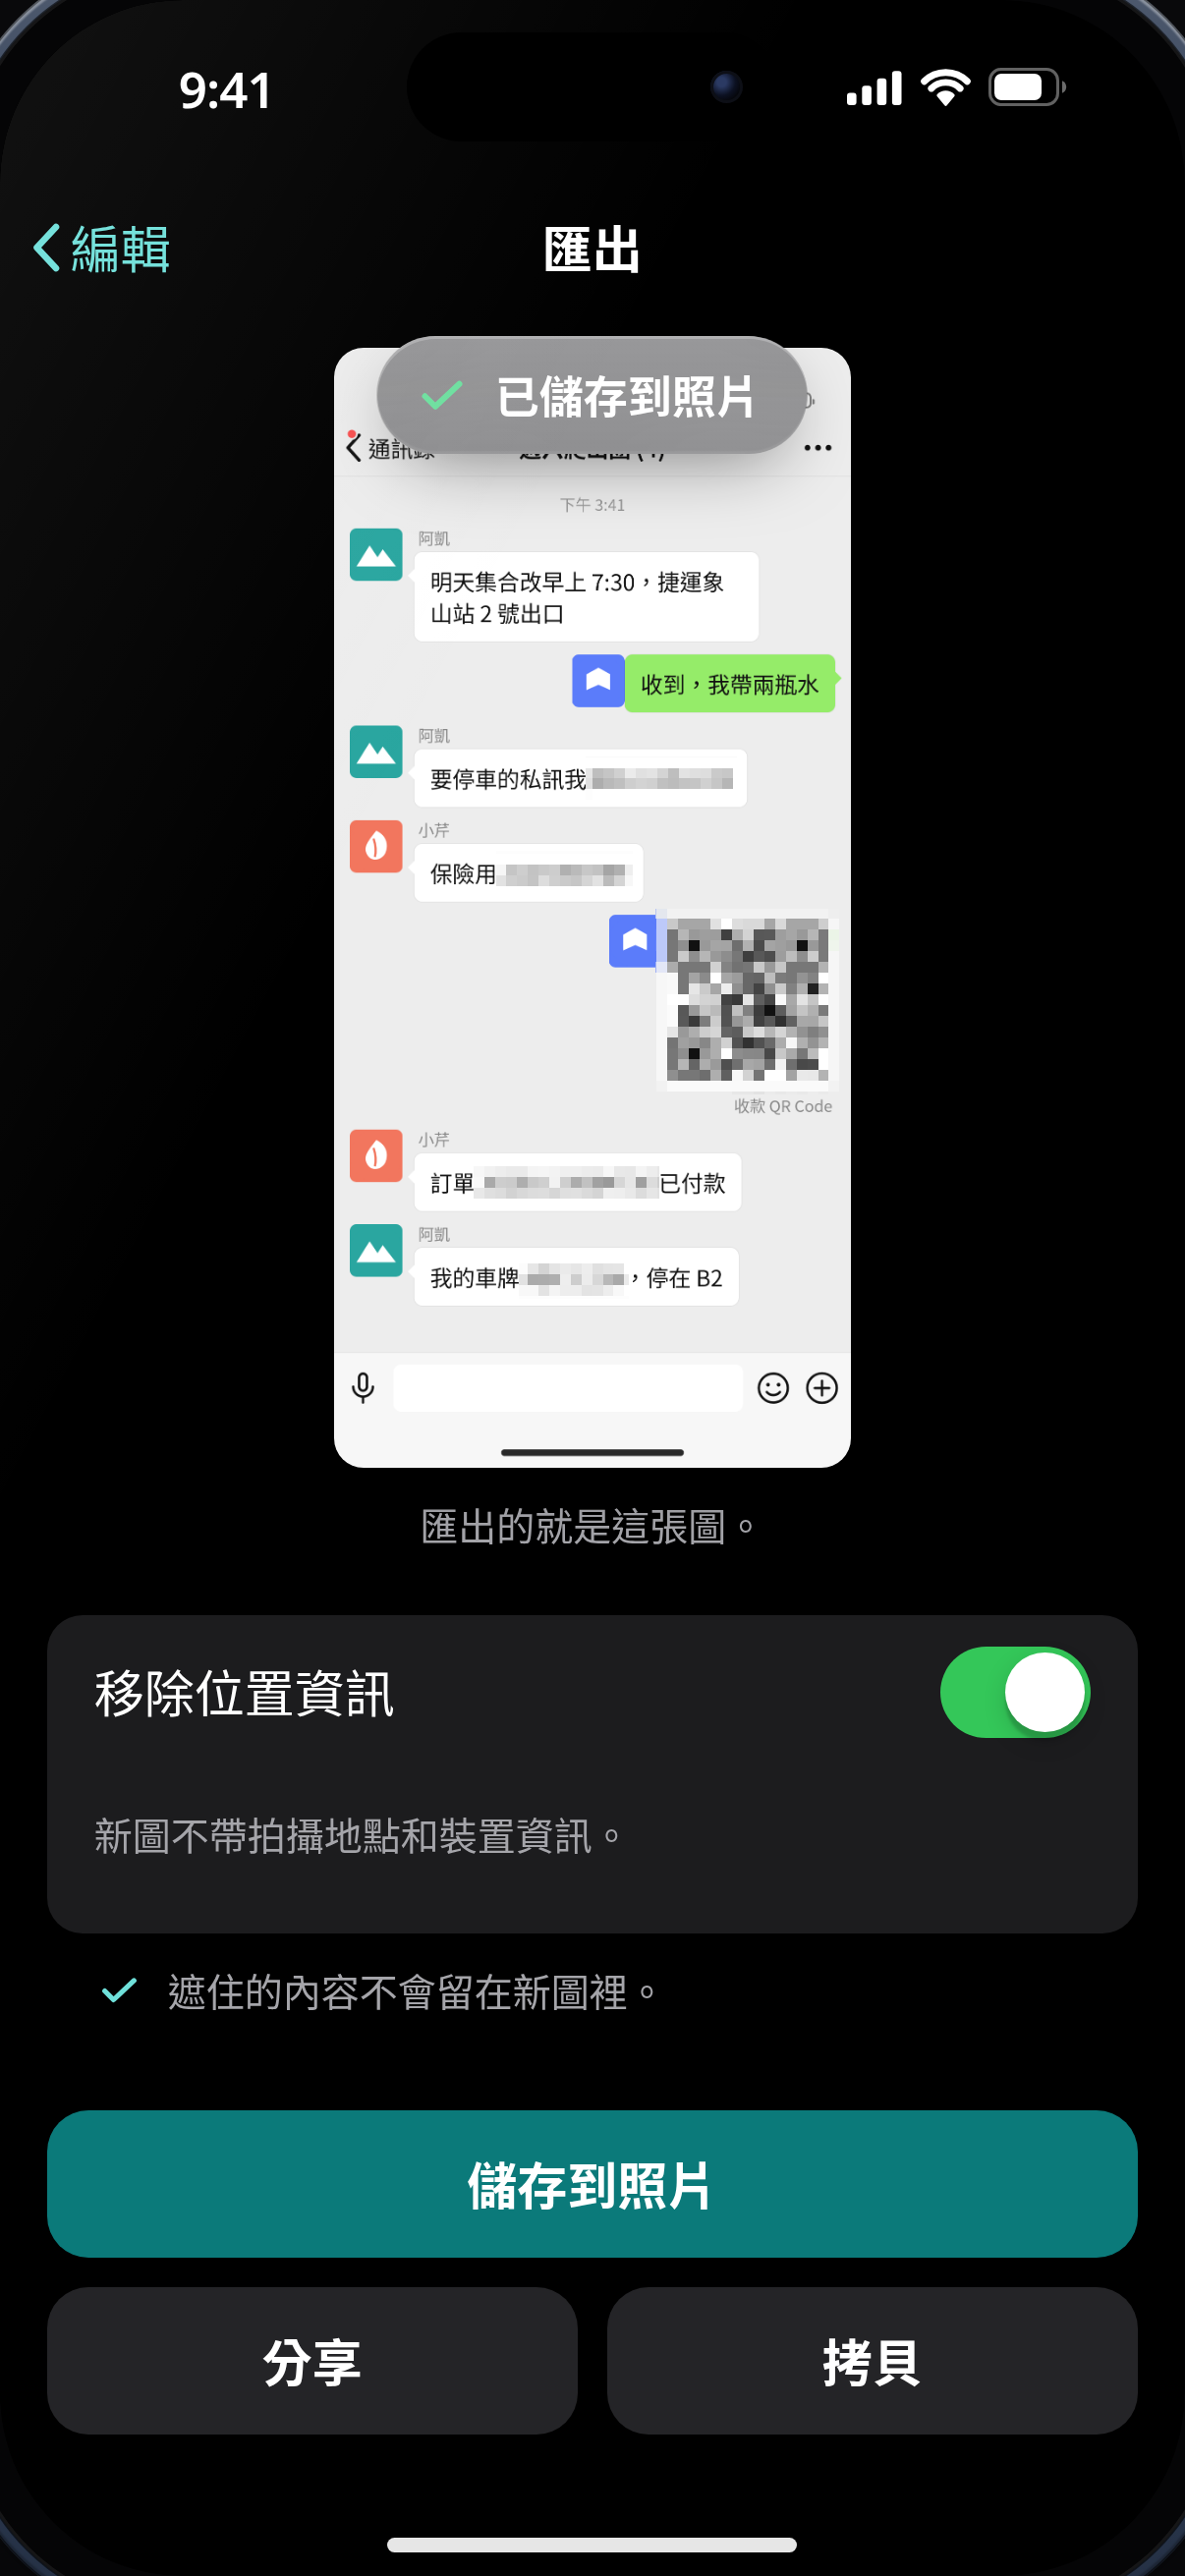 9:41
編輯
匯出
已儲存到照片
通訊錄
下午 3:41
阿凱
明天集合改早上 7:30，捷運象
山站 2 號出口
收到，我帶兩瓶水
阿凱
要停車的私訊我
小芹
保險用
收款 QR Code
小芹
訂單 已付款
阿凱
我的車牌 ，停在 B2
匯出的就是這張圖。
移除位置資訊
新圖不帶拍攝地點和裝置資訊。
遮住的內容不會留在新圖裡。
儲存到照片
分享
拷貝